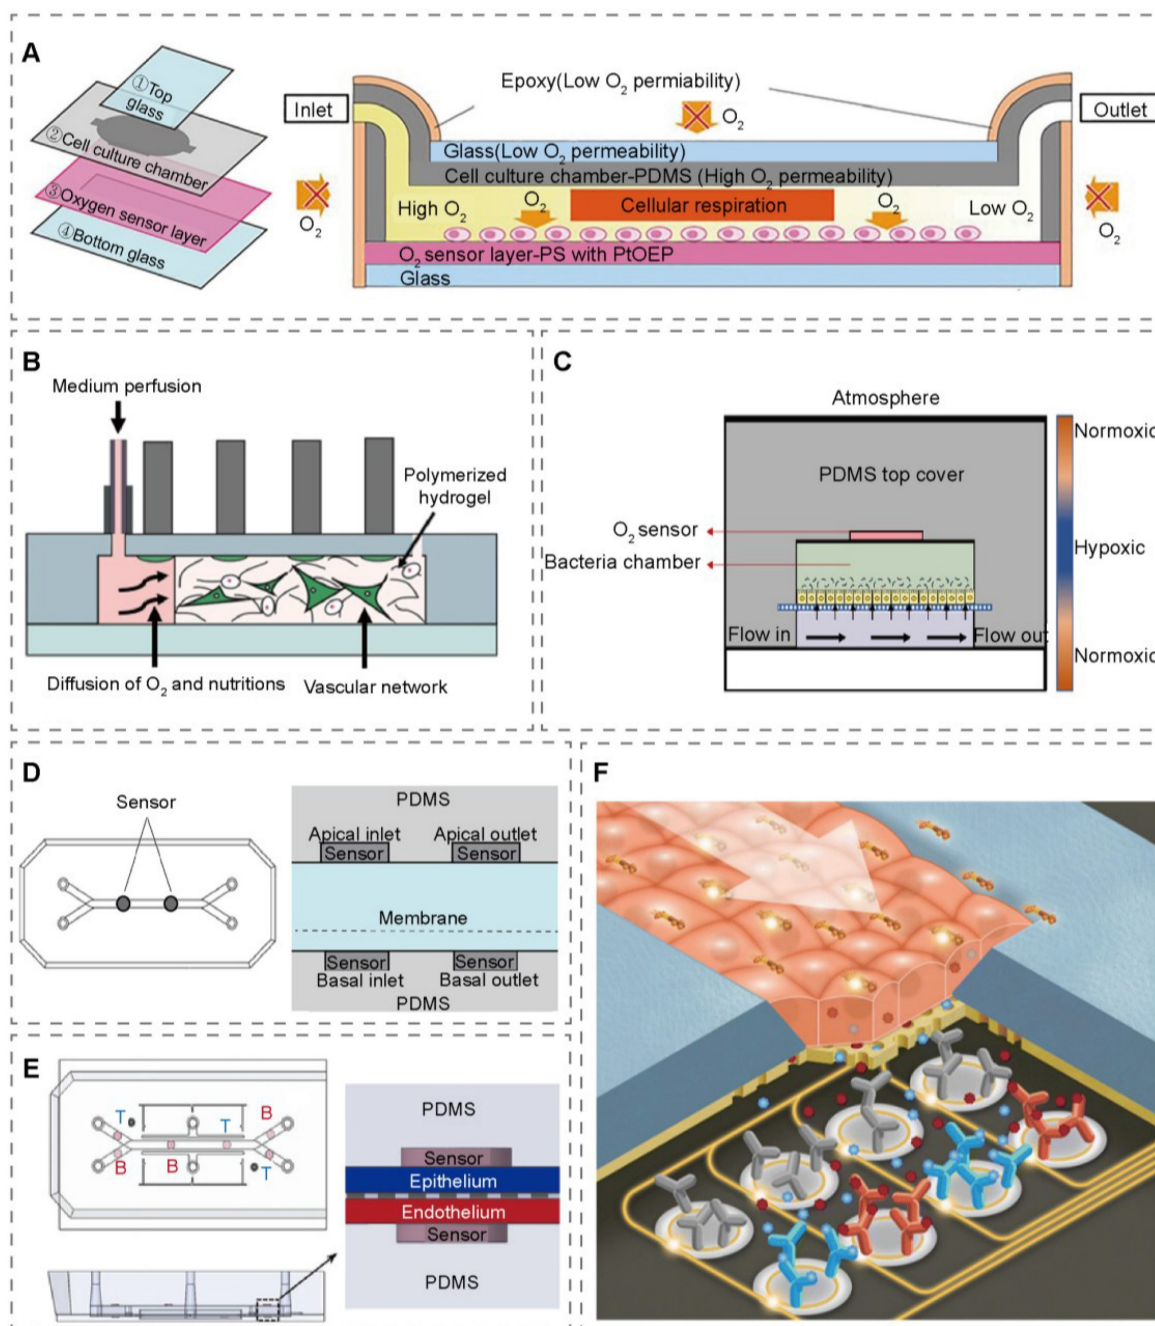 A
①Top
glass
②Cell culture chamber
③Oxygen sensor layer
④Bottom glass
Epoxy(Low O2 permiability)
Inlet
Outlet
O2
Glass(Low O2 permeability)
Cell culture chamber-PDMS (High O2 permeability)
O2
O2
High O2
O2
Cellular respiration
O2
Low O2
O2 sensor layer-PS with PtOEP
Glass
B
Medium perfusion
Polymerized
hydrogel
Diffusion of O2 and nutritions
Vascular network
C
Atmosphere
Normoxic
PDMS top cover
O2 sensor
Bacteria chamber
Hypoxic
Flow in
Flow out
Normoxic
D
Sensor
PDMS
Apical inlet
Apical outlet
Sensor
Sensor
Membrane
Sensor
Sensor
Basal inlet
Basal outlet
PDMS
E
T
T
B
B
B
T
PDMS
Sensor
Epithelium
Endothelium
Sensor
PDMS
F